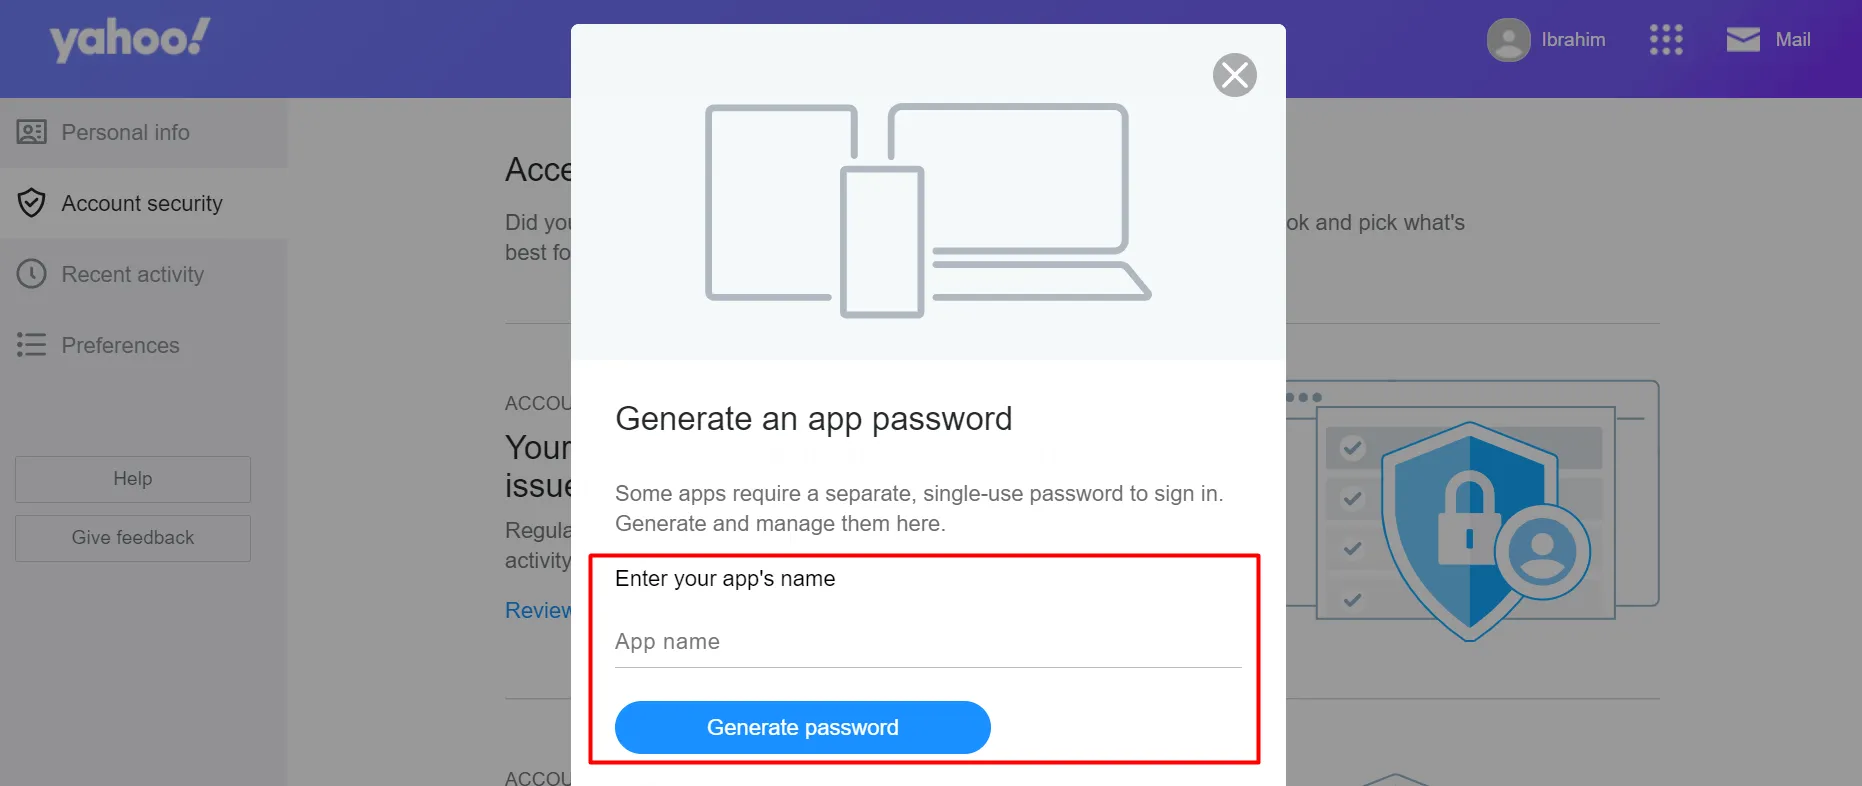 yahoo!
Ibrahim
Mail
Personal info
Account security
Recent activity
Preferences
Help
Give feedback
Acce
Did you
ok and pick what's
best fo
ACCOU
Your
issue
Regula
activity
Review
Generate an app password
Some apps require a separate, single-use password to sign in.
Generate and manage them here.
Enter your app's name
App name
Generate password
ACCOU